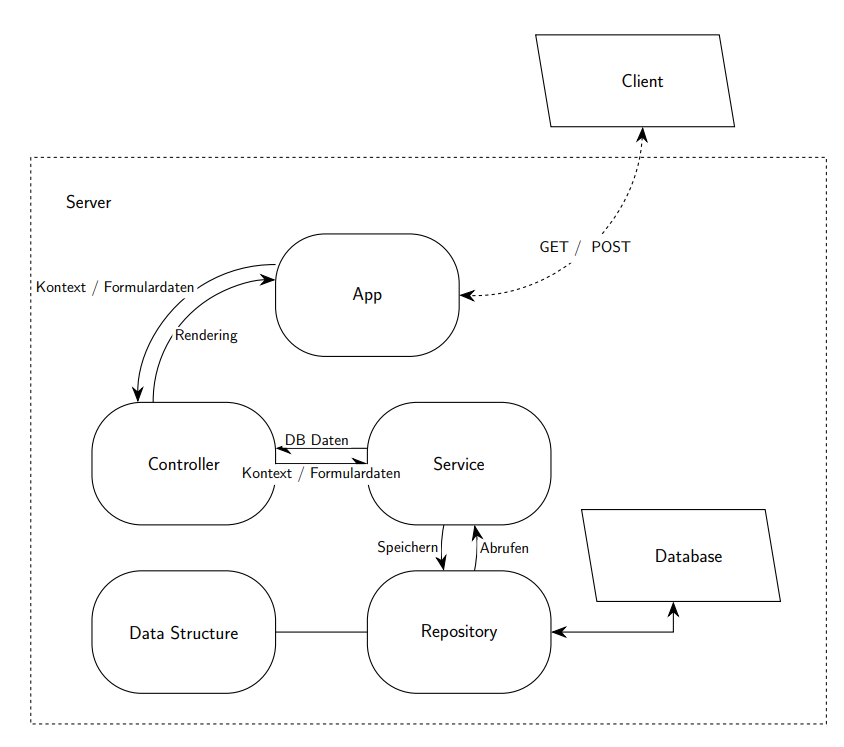 Client
Server
GET / POST
Kontext / Formulardaten
App
Rendering
DB Daten
Controller
Service
Kontext / Formulardaten
Speichern
Abrufen
Database
Data Structure
Repository